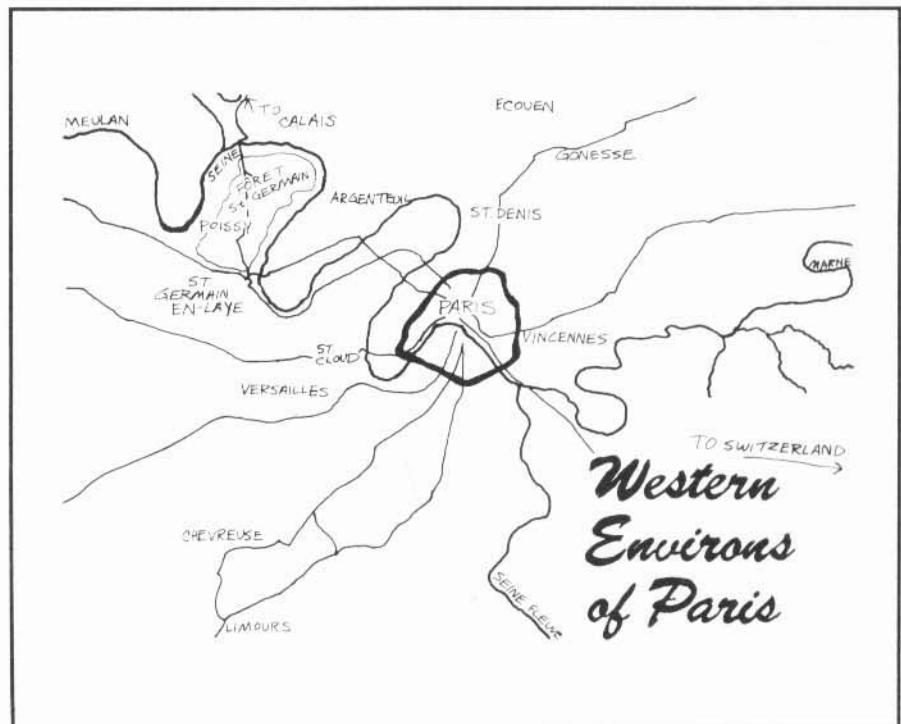 TO
CALAIS
ECOUEN
MEULAN
GONESSE
SEINE
FÔRET
St GERMAIN
ARGENTEUIL
POISSY
ST. DENIS
MARNE
ST
GERMAIN
EN-LAYE
PARIS
VINCENNES
ST
CLOUD
VERSAILLES
TO SWITZERLAND
Western
Environs
of Paris
CHEVREUSE
SEINE FLEUVE
LIMOURS